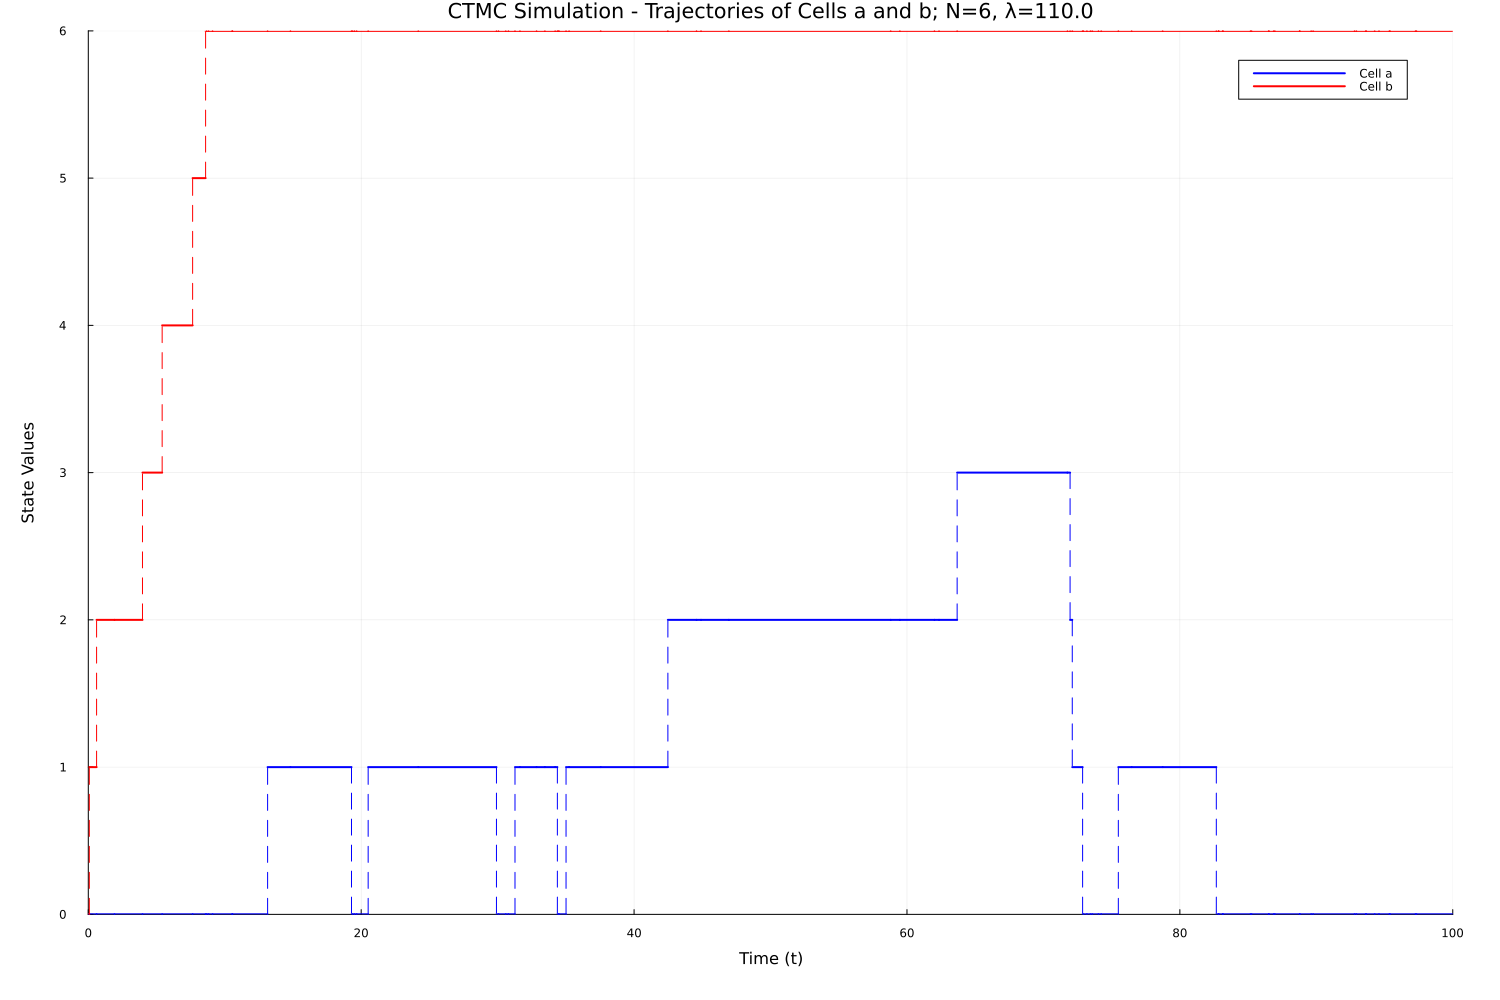 CTMC Simulation - Trajectories of Cells a and b; N=6, λ=110.0
6
Cell a
Cell b
5
4
State Values
3
2
1
0
0 20 40 60 80 100
Time (t)